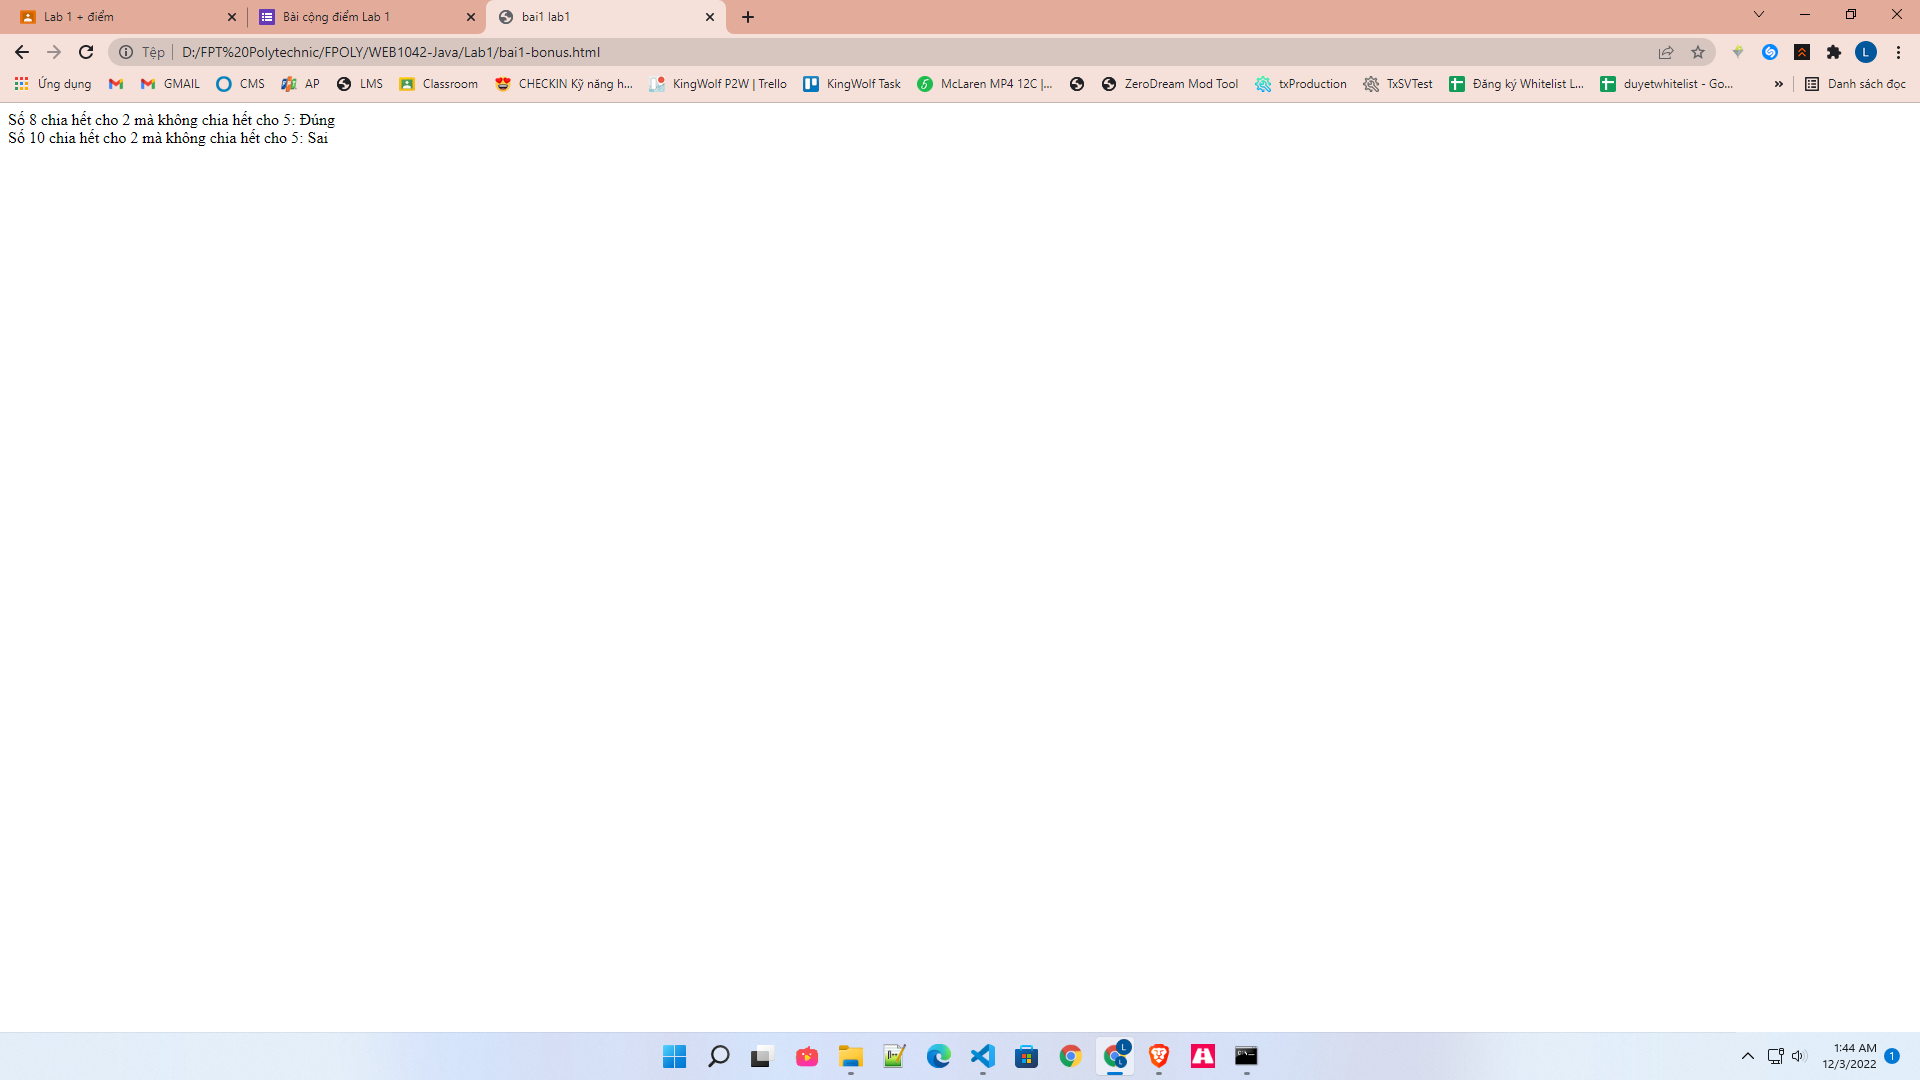 Lab 1 + điểm
Bài cộng điểm Lab 1
bai1 lab1
Tệp
D:/FPT%20Polytechnic/FPOLY/WEB1042-Java/Lab1/bai1-bonus.html
L
Ứng dụng
GMAIL
CMS
AP
LMS
Classroom
CHECKIN Kỹ năng h...
KingWolf P2W | Trello
KingWolf Task
McLaren MP4 12C |...
ZeroDream Mod Tool
txProduction
TxSVTest
Đăng ký Whitelist L...
duyetwhitelist - Go...
»
Danh sách đọc
Số 8 chia hết cho 2 mà không chia hết cho 5: Đúng
Số 10 chia hết cho 2 mà không chia hết cho 5: Sai
L
L
1:44 AM
12/3/2022
1